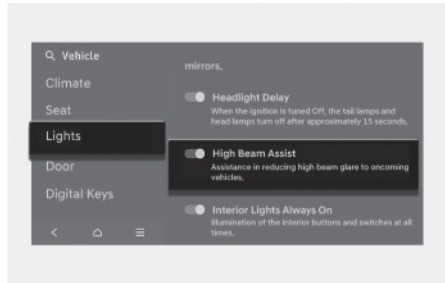 Vehicle
Climate
Seat
Lights
Door
Digital Keys
mirrors.
Headlight Delay
When the ignition is tuned Off, the tail lamps and
head lamps turn off after approximately 15 seconds.
High Beam Assist
Assistance in reducing high beam glare to oncoming
vehicles.
Interior Lights Always On
Illumination of the interior buttons and switches at all
times.